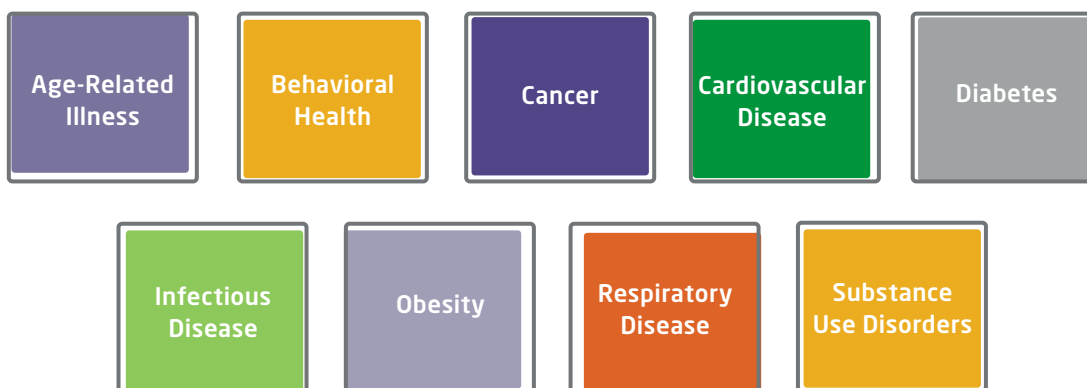 Age-Related
Illness
Behavioral
Health
Cancer
Cardiovascular
Disease
Diabetes
Infectious
Disease
Obesity
Respiratory
Disease
Substance
Use Disorders